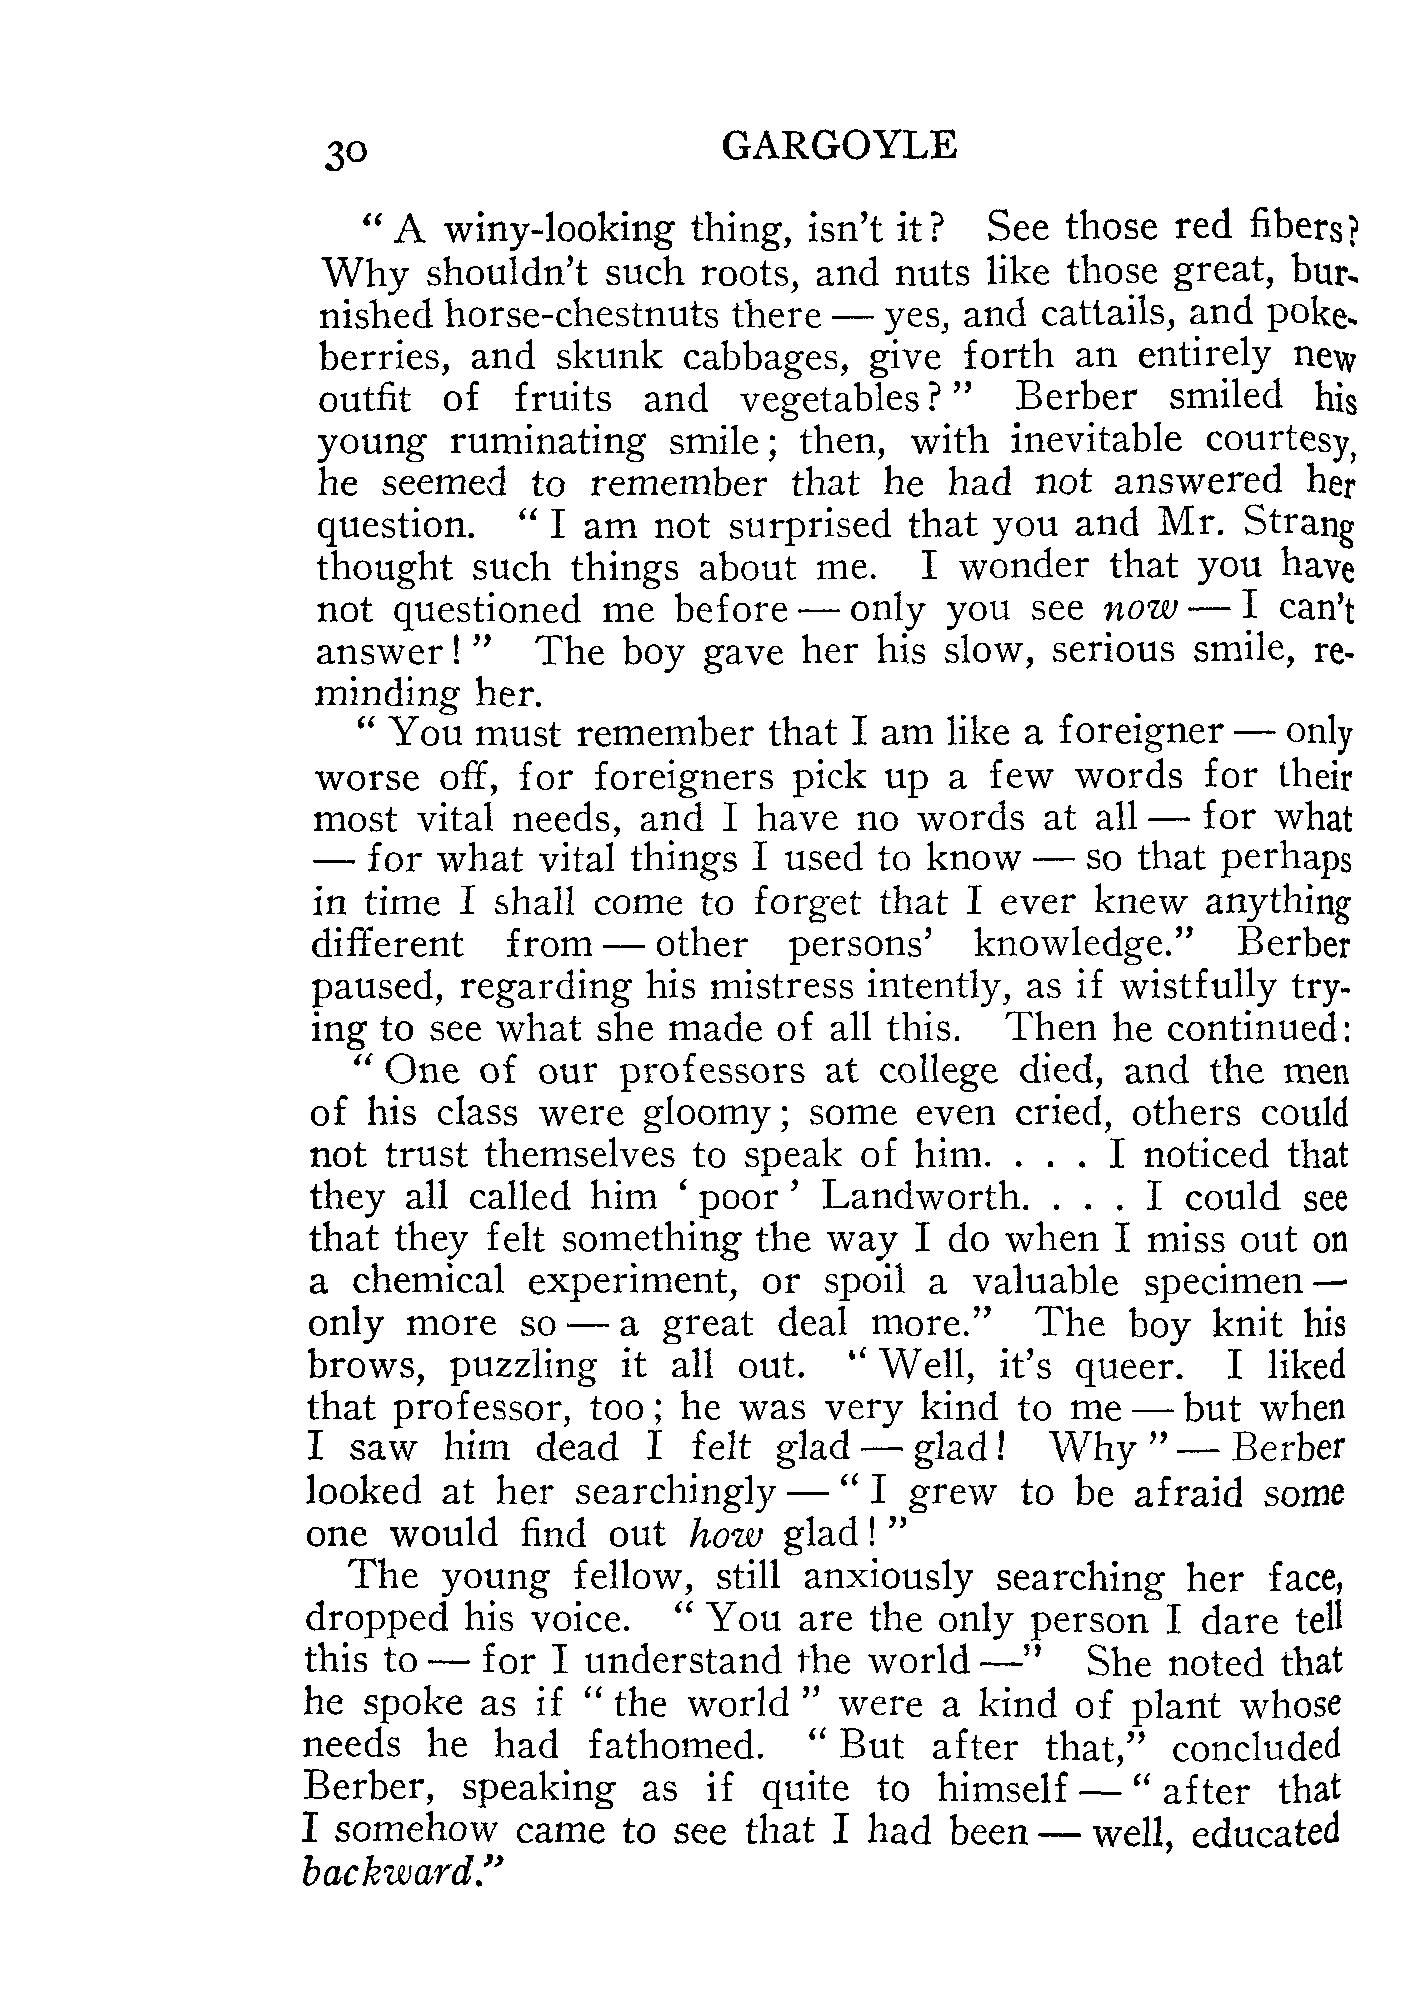 30 GARGOYLE
“ A winy-looking thing, isn't it? See those red fibers?
Why shouldn't such roots, and nuts like those great, bur-
nished horse-chestnuts there — yes, and cattails, and poke-
berries, and skunk cabbages, give forth an entirely new
outfit of fruits and vegetables? ” Berber smiled his
young ruminating smile; then, with inevitable courtesy,
he seemed to remember that he had not answered her
question. “ I am not surprised that you and Mr. Strang
thought such things about me. I wonder that you have
not questioned me before — only you see now — I can't
answer! ” The boy gave her his slow, serious smile, re-
minding her.
“ You must remember that I am like a foreigner — only
worse off, for foreigners pick up a few words for their
most vital needs, and I have no words at all — for what
— for what vital things I used to know — so that perhaps
in time I shall come to forget that I ever knew anything
different from — other persons' knowledge.” Berber
paused, regarding his mistress intently, as if wistfully try-
ing to see what she made of all this. Then he continued:
“ One of our professors at college died, and the men
of his class were gloomy; some even cried, others could
not trust themselves to speak of him. . . . I noticed that
they all called him ‘ poor ’ Landworth. . . . I could see
that they felt something the way I do when I miss out on
a chemical experiment, or spoil a valuable specimen —
only more so — a great deal more.” The boy knit his
brows, puzzling it all out. “ Well, it's queer. I liked
that professor, too; he was very kind to me — but when
I saw him dead I felt glad — glad! Why ” — Berber
looked at her searchingly — “ I grew to be afraid some
one would find out how glad! ”
The young fellow, still anxiously searching her face,
dropped his voice. “ You are the only person I dare tell
this to — for I understand the world —” She noted that
he spoke as if “ the world ” were a kind of plant whose
needs he had fathomed. “ But after that,” concluded
Berber, speaking as if quite to himself — “ after that
I somehow came to see that I had been — well, educated
backward.”